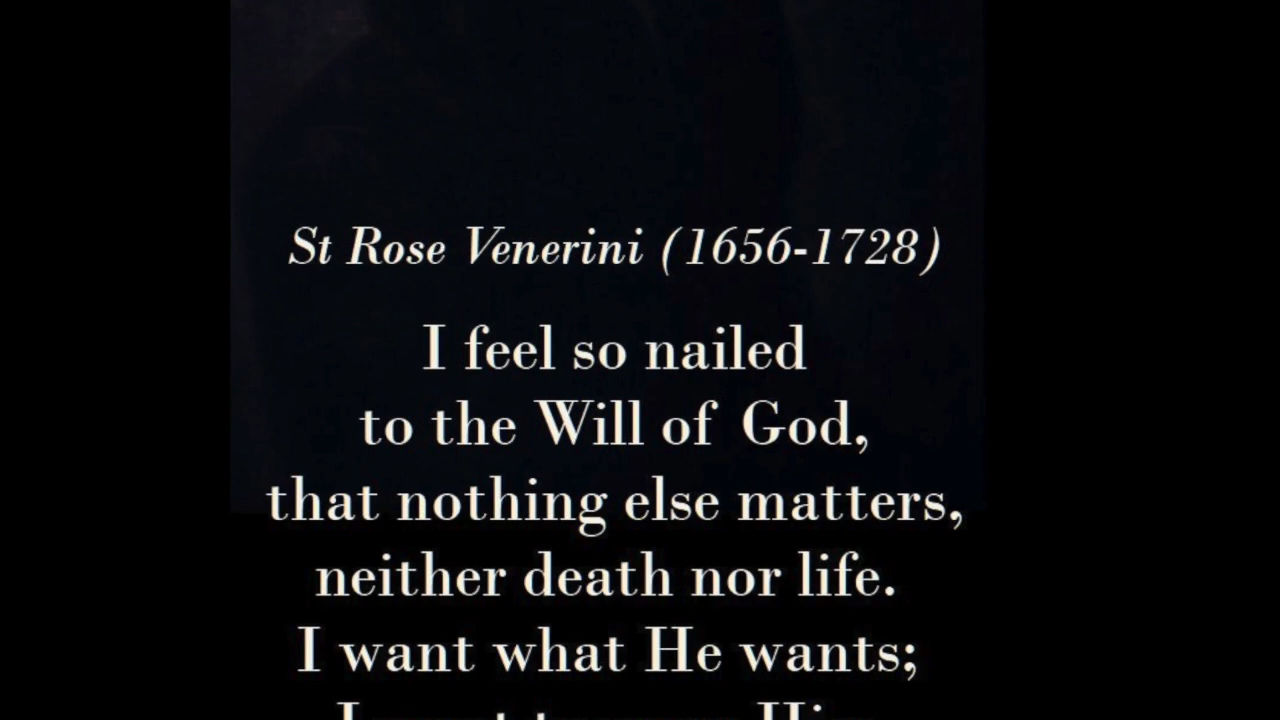 St Rose Venerini (1656-1728)
I feel so nailed
to the Will of God,
that nothing else matters,
neither death nor life.
I want what He wants;